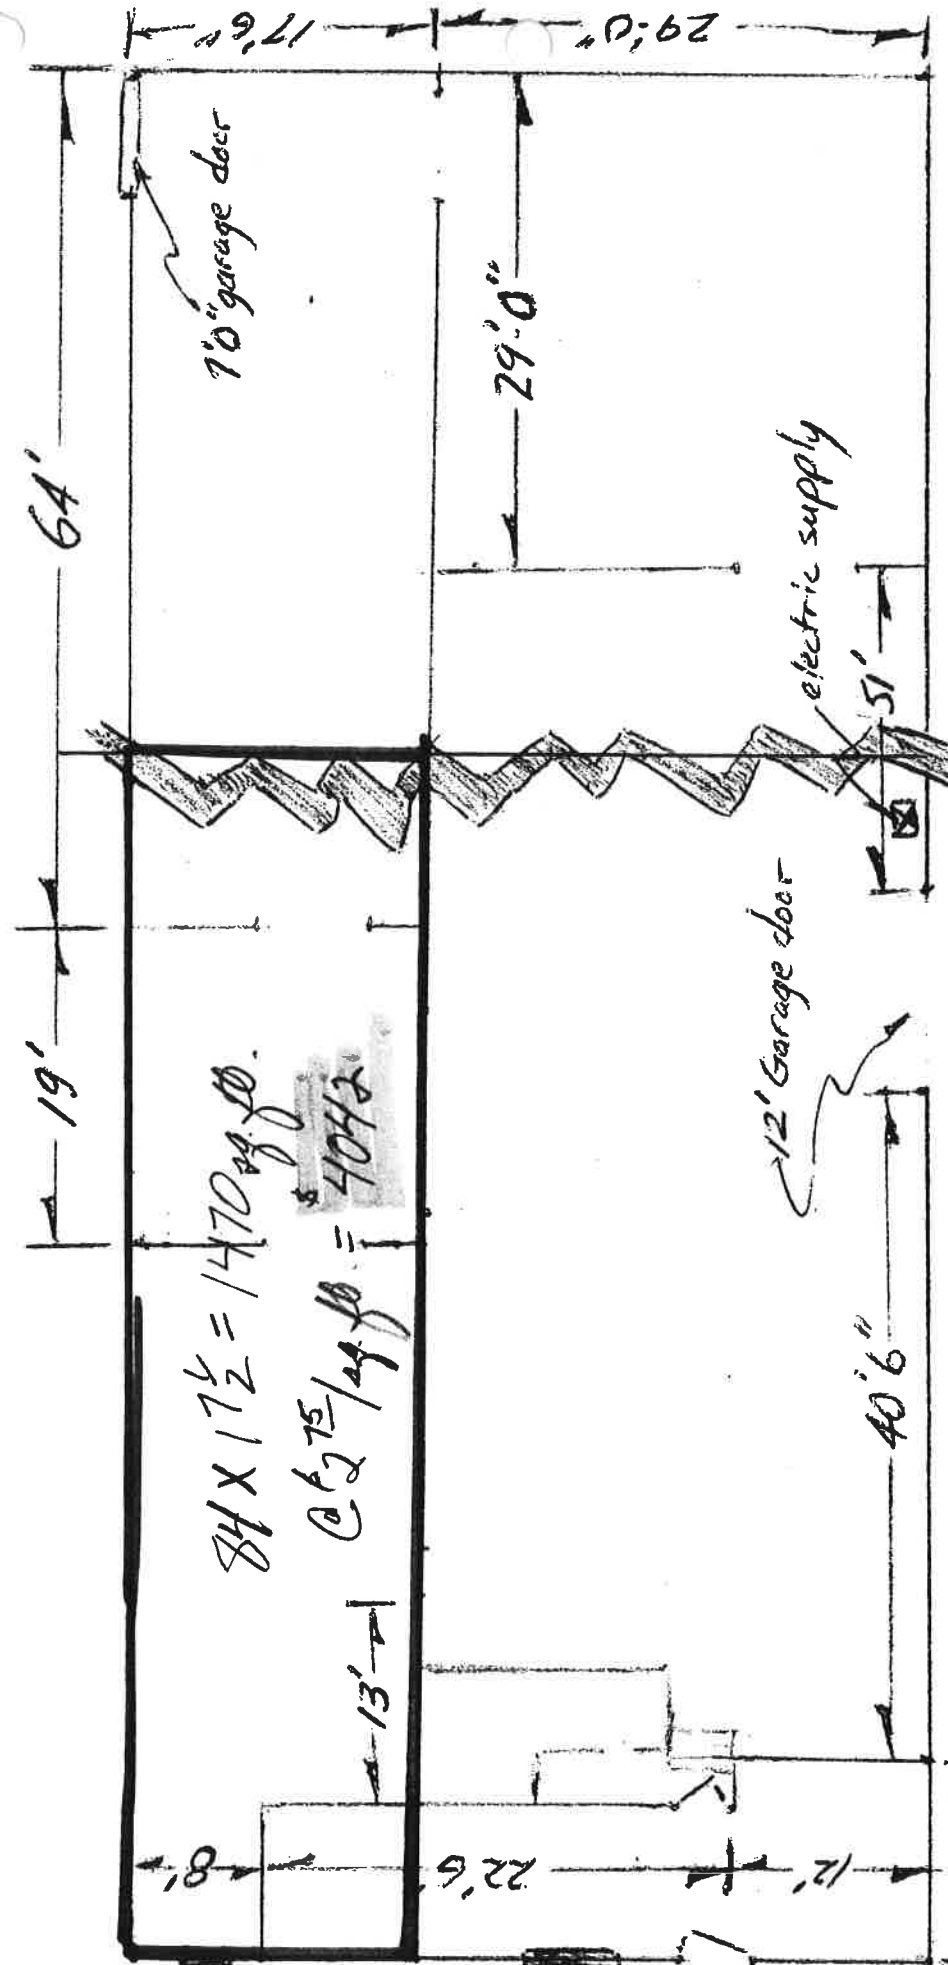 64'
19'
17'6"
29'-0"
7'0" garage door
29'-0"
electric supply
51'
84 X 17½ = 1470 sq. ft.
@ $2 75/sq. ft. = $4042.
12' Garage door
40'6"
13'
8'
22'6"
12'